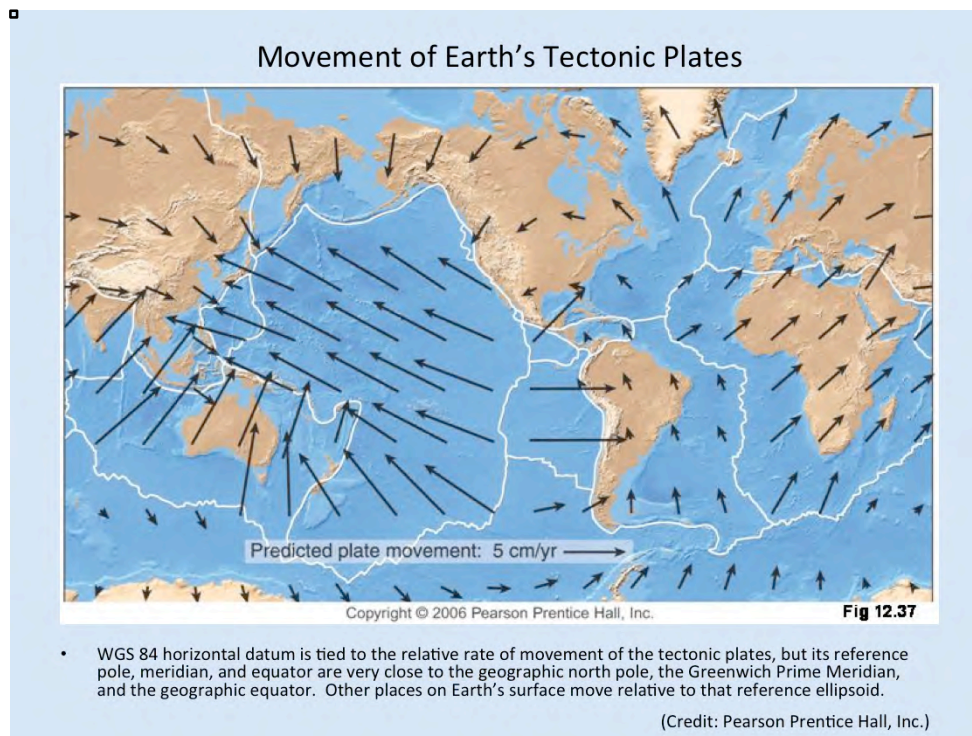 Movement of Earth’s Tectonic Plates
Predicted plate movement: 5 cm/yr
Copyright © 2006 Pearson Prentice Hall, Inc.
Fig 12.37
• WGS 84 horizontal datum is tied to the relative rate of movement of the tectonic plates, but its reference
pole, meridian, and equator are very close to the geographic north pole, the Greenwich Prime Meridian,
and the geographic equator. Other places on Earth’s surface move relative to that reference ellipsoid.
(Credit: Pearson Prentice Hall, Inc.)